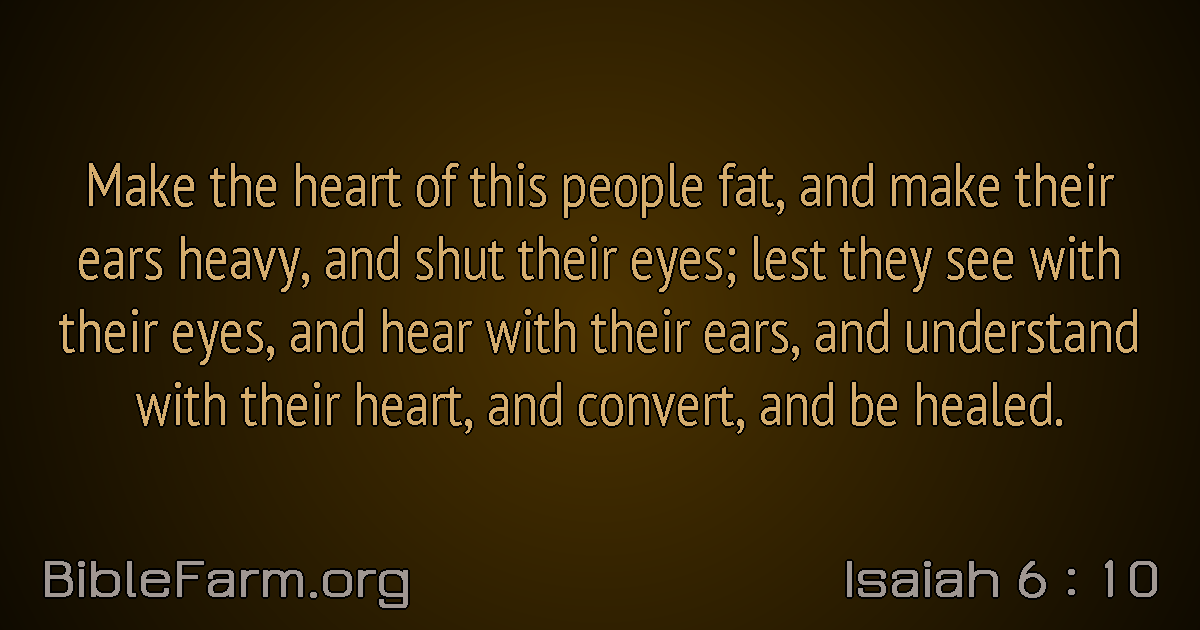 Make the heart of this people fat, and make their
ears heavy, and shut their eyes; lest they see with
their eyes, and hear with their ears, and understand
with their heart, and convert, and be healed.
BibleFarm.org
Isaiah 6 : 10